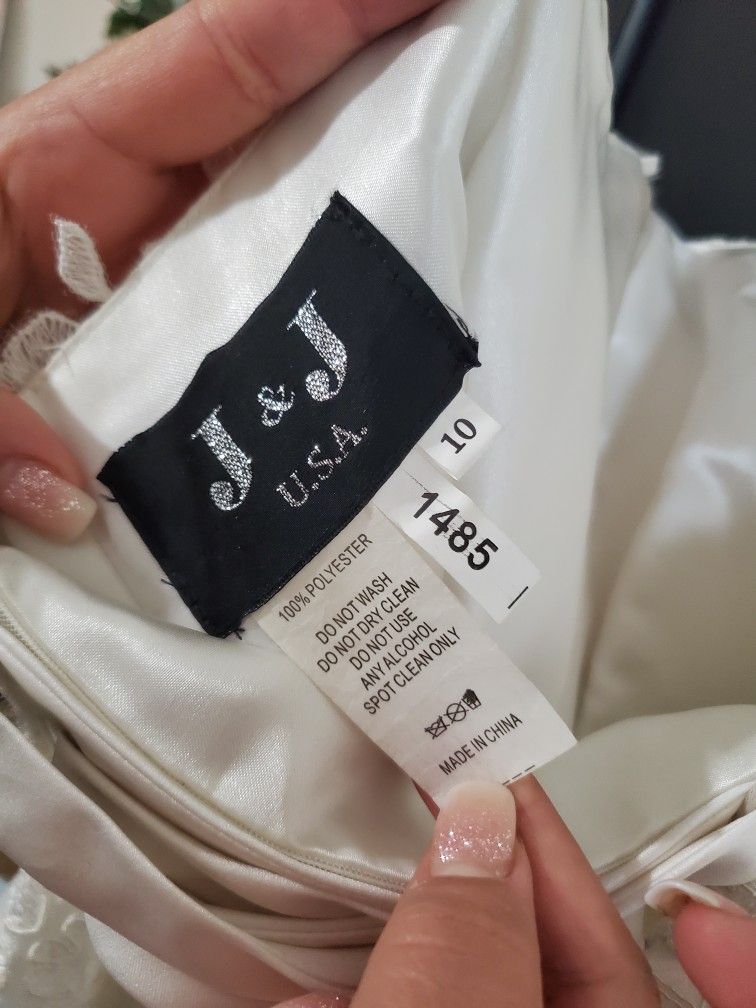 J & J
U.S.A.
10
1485
100% POLYESTER
DO NOT WASH
DO NOT DRY CLEAN
DO NOT USE
ANY ALCOHOL
SPOT CLEAN ONLY
MADE IN CHINA